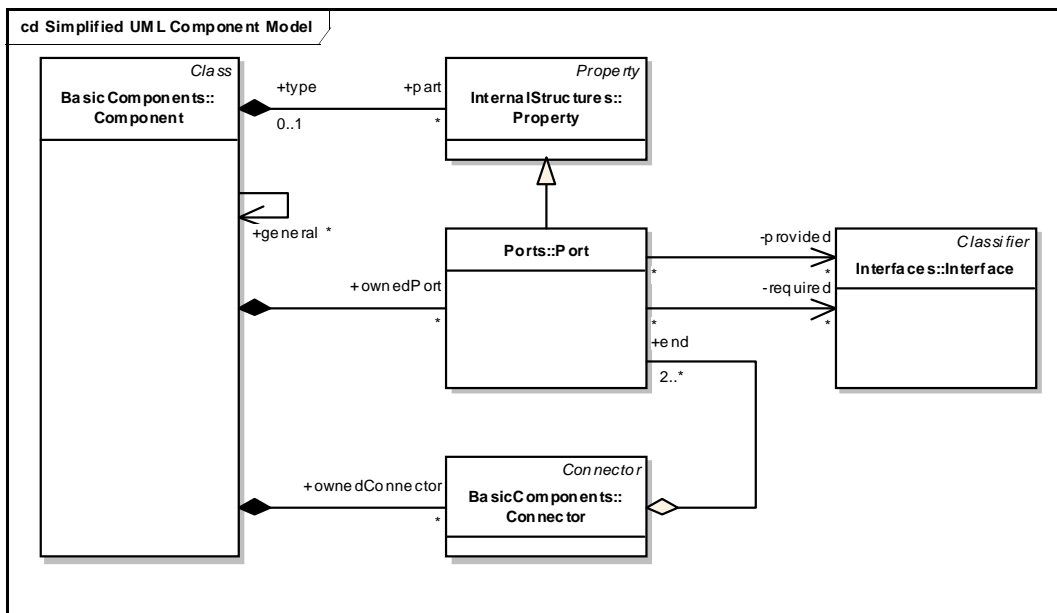 cd Simplified UML Component Model
Class
BasicComponents::
Component
+type
0..1
+part
*
Property
InternalStructures::
Property
+general *
Ports::Port
-provided
*
*
Classifier
Interfaces::Interface
+ownedPort
*
-required
*
*
+end
2..*
+ownedConnector
*
Connector
BasicComponents::
Connector